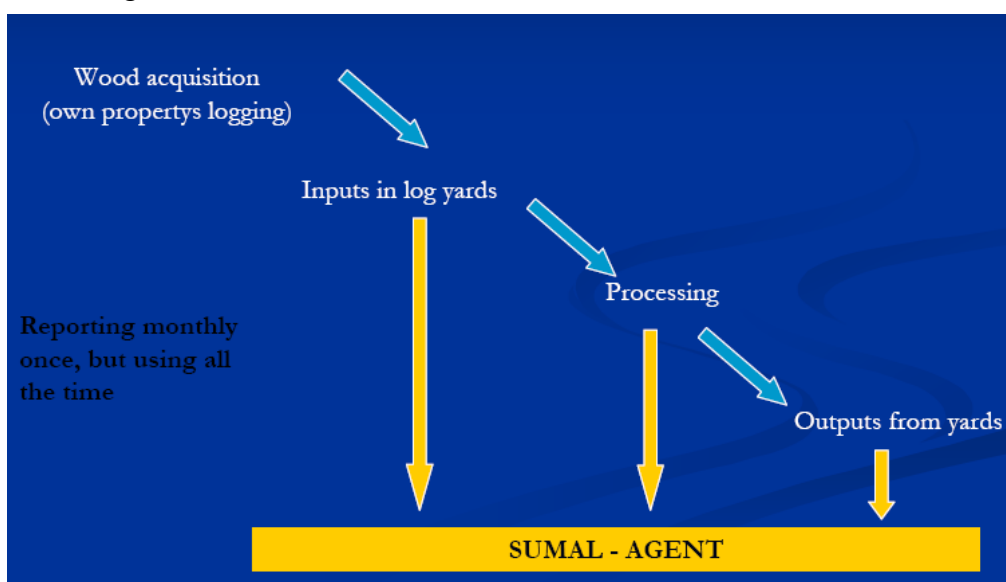 Wood acquisition
(own propertys logging)
Inputs in log yards
Processing
Reporting monthly
once, but using all
the time
Outputs from yards
SUMAL - AGENT